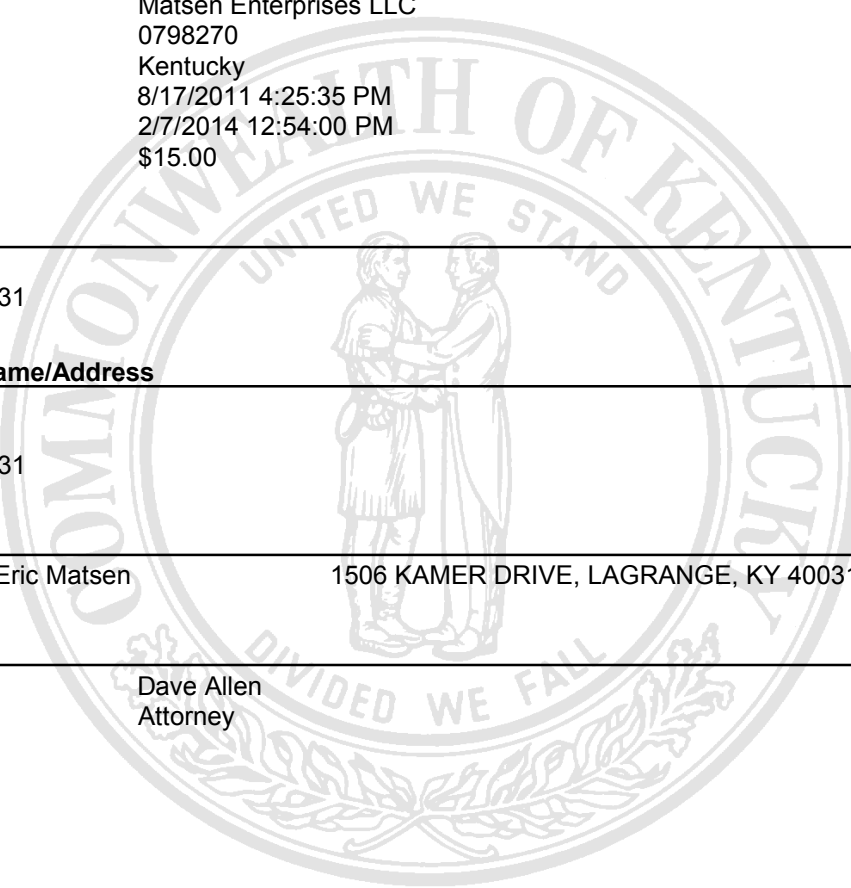 Matsen Enterprises LLC
0798270
Kentucky
8/17/2011 4:25:35 PM
2/7/2014 12:54:00 PM
$15.00
COMMONWEALTH OF KENTUCKY
UNITED WE STAND
31
ame/Address
31
Eric Matsen 1506 KAMER DRIVE, LAGRANGE, KY 40031
DIVIDED WE FALL
Dave Allen
Attorney